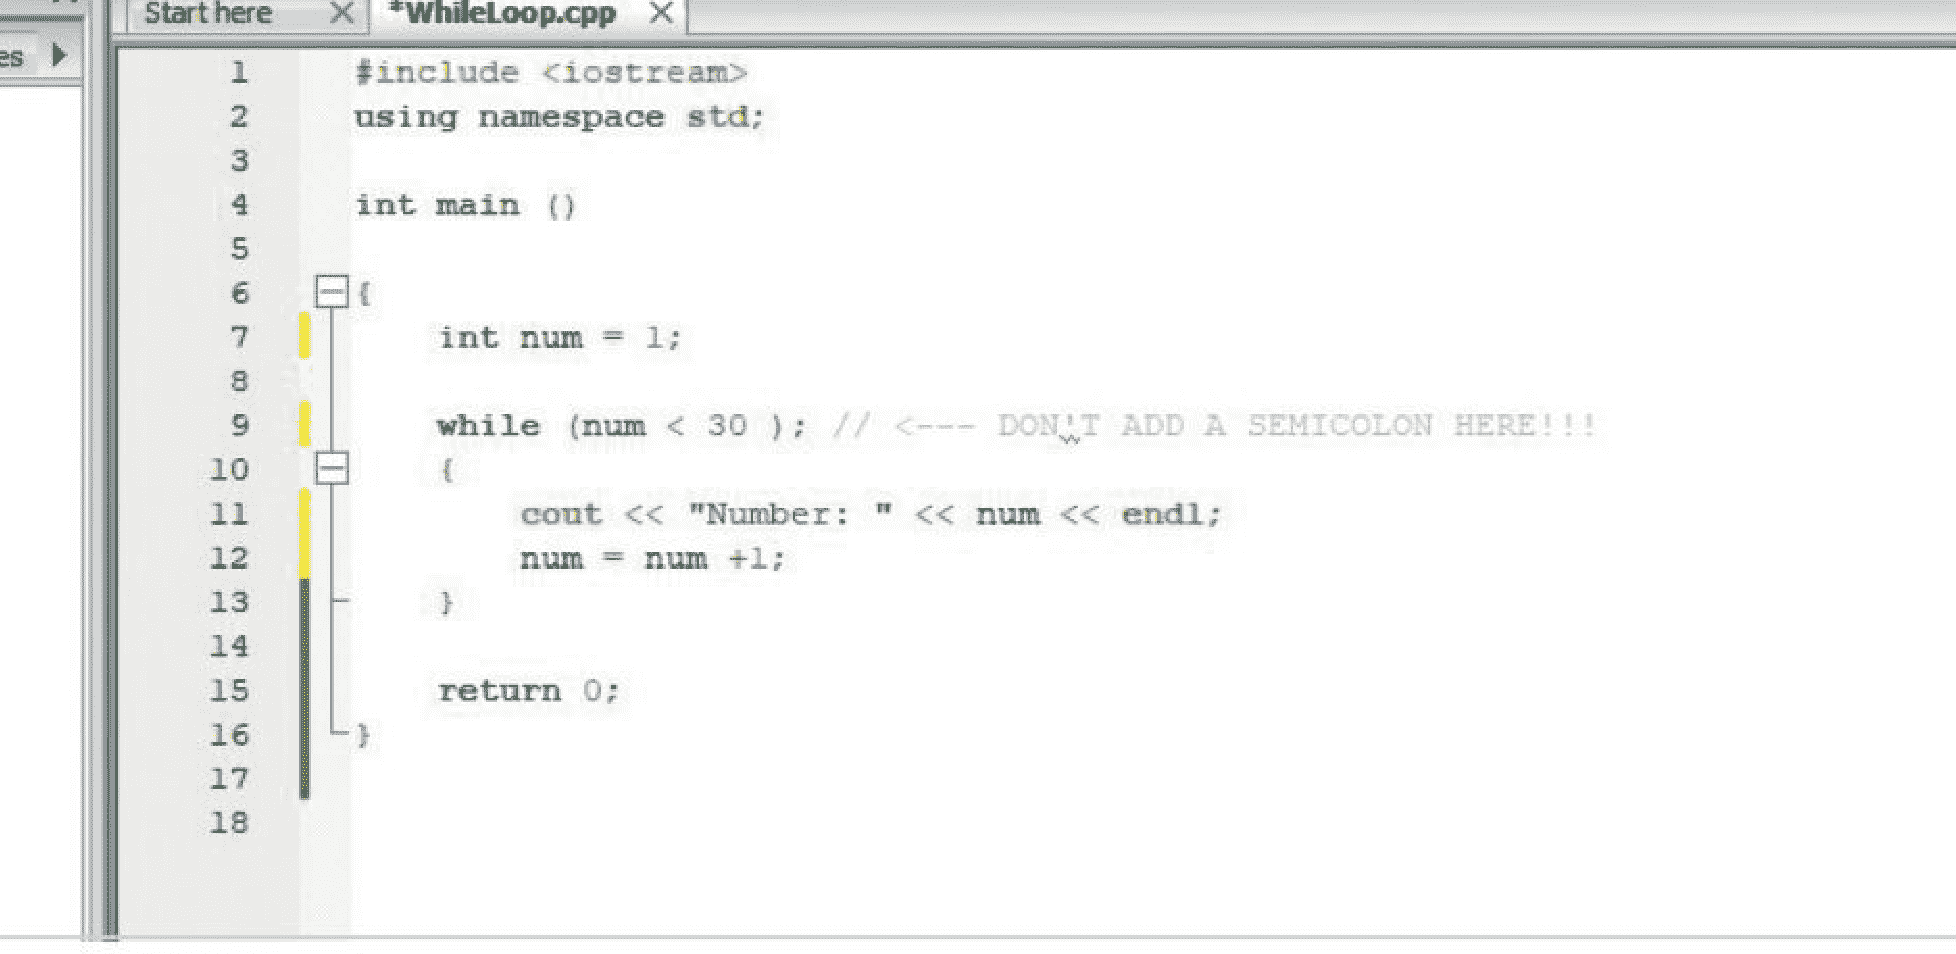 Start here *WhileLoop.cpp
es
1 #include <iostream>
2 using namespace std;
3
4 int main ()
5
6 {
7 int num = 1;
8
9 while (num < 30 ); // <--- DON'T ADD A SEMICOLON HERE!!!
10 {
11 cout << "Number: " << num << endl;
12 num = num +1;
13 }
14
15 return 0;
16 }
17
18